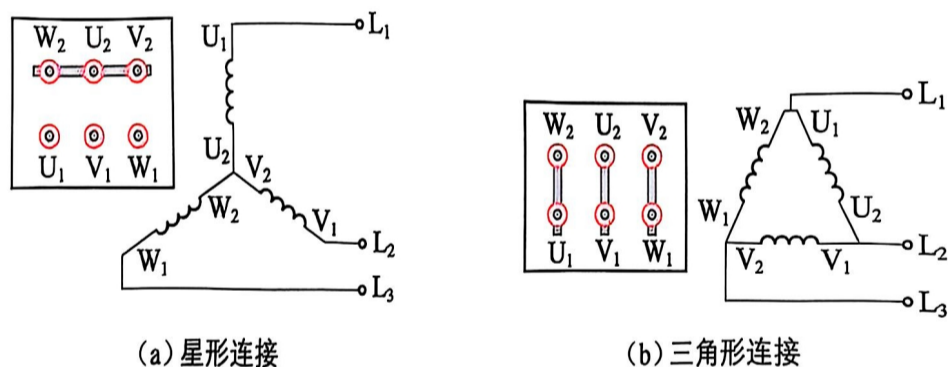 W₂ U₂ V₂
U₁ V₁ W₁
U₁
L₁
U₂
V₂
W₂
V₁
L₂
W₁
L₃
(a) 星形连接
W₂ U₂ V₂
U₁ V₁ W₁
L₁
W₂
U₁
W₁
U₂
V₂
V₁
L₂
L₃
(b) 三角形连接